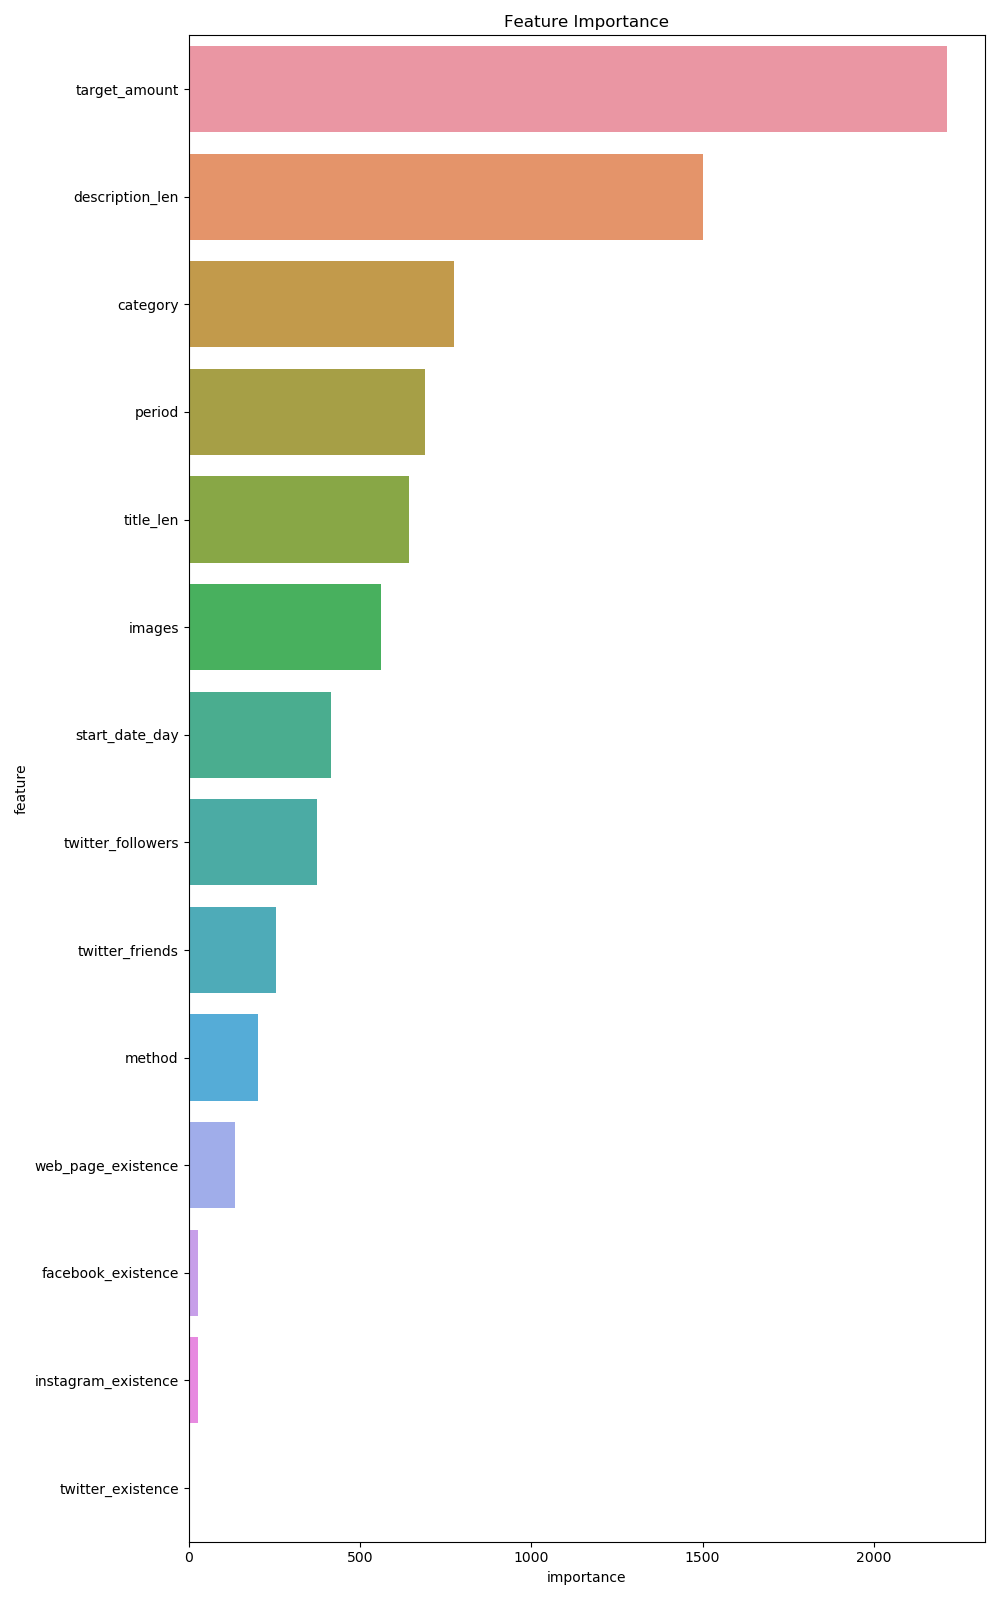 Feature Importance
target_amount
description_len
category
period
title_len
images
start_date_day
twitter_followers
twitter_friends
method
web_page_existence
facebook_existence
instagram_existence
twitter_existence
feature
0 500 1000 1500 2000
importance